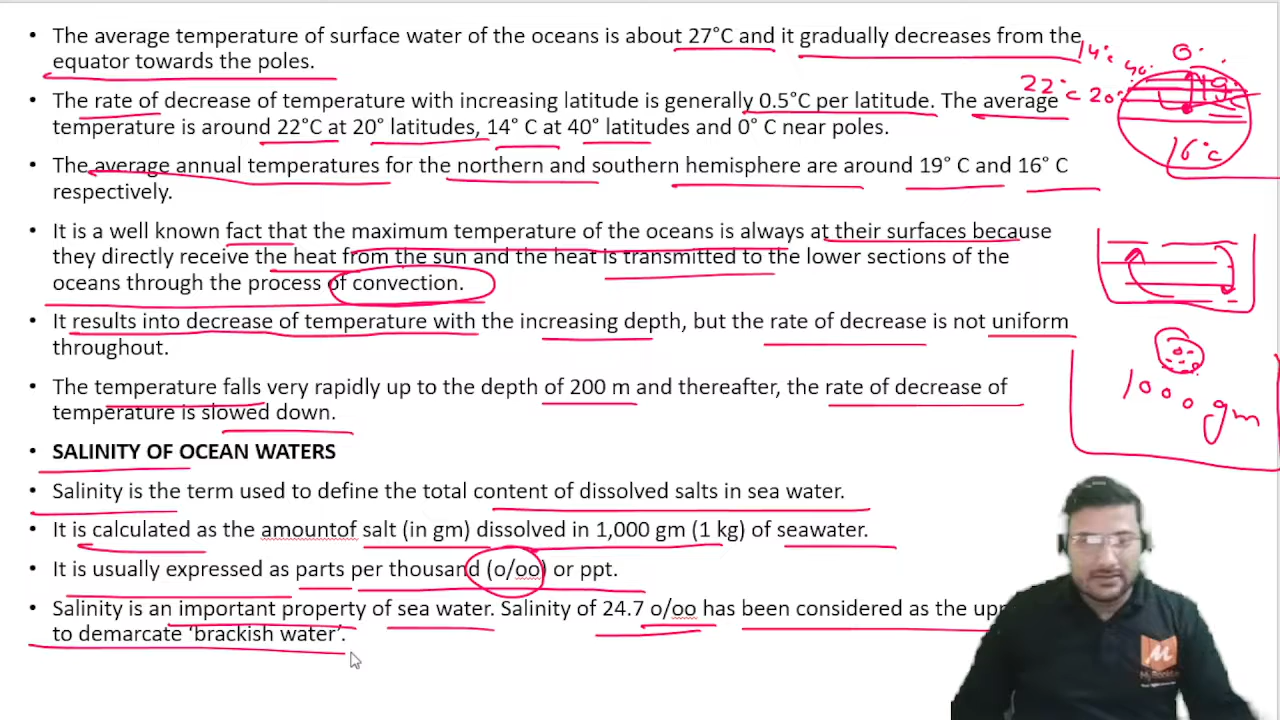 • The average temperature of surface water of the oceans is about 27°C and it gradually decreases from the
equator towards the poles.
• The rate of decrease of temperature with increasing latitude is generally 0.5°C per latitude. The average
temperature is around 22°C at 20° latitudes, 14° C at 40° latitudes and 0° C near poles.
• The average annual temperatures for the northern and southern hemisphere are around 19° C and 16° C
respectively.
• It is a well known fact that the maximum temperature of the oceans is always at their surfaces because
they directly receive the heat from the sun and the heat is transmitted to the lower sections of the
oceans through the process of convection.
• It results into decrease of temperature with the increasing depth, but the rate of decrease is not uniform
throughout.
• The temperature falls very rapidly up to the depth of 200 m and thereafter, the rate of decrease of
temperature is slowed down.
• SALINITY OF OCEAN WATERS
• Salinity is the term used to define the total content of dissolved salts in sea water.
• It is calculated as the amountof salt (in gm) dissolved in 1,000 gm (1 kg) of seawater.
• It is usually expressed as parts per thousand (o/oo) or ppt.
• Salinity is an important property of sea water. Salinity of 24.7 o/oo has been considered as the
to demarcate ‘brackish water’.
14°C 40° 0°
22°C 20°
16°C
1000 gm